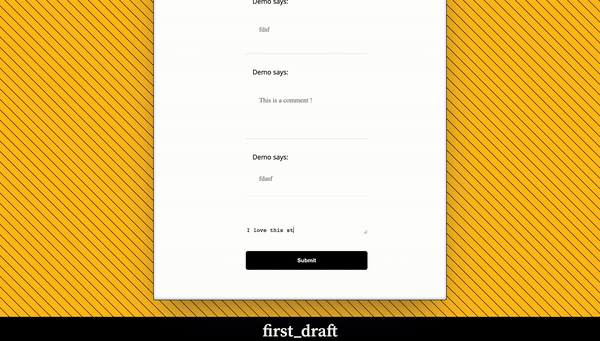 Demo says:
fdsf
Demo says:
This is a comment !
Demo says:
fdasf
I love this st
Submit
first_draft